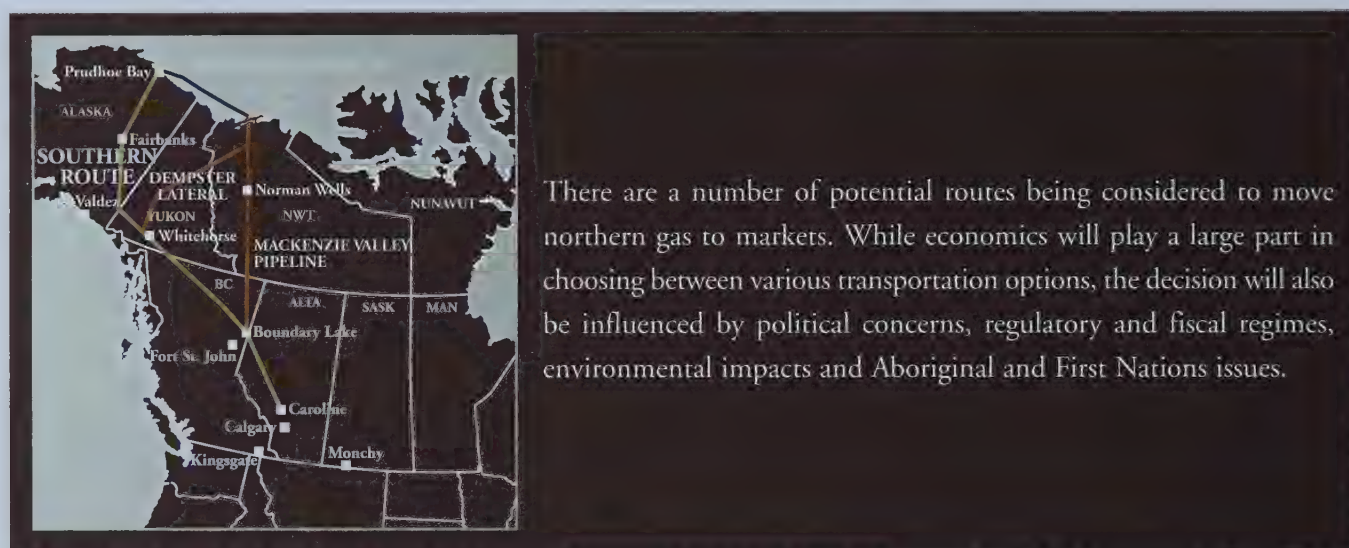 Prudhoe Bay
ALASKA
Fairbanks
SOUTHERN
ROUTE
DEMPSTER
LATERAL
Valdez
Norman Wells
NUNAVUT
YUKON
NWT
Whitehorse
MACKENZIE VALLEY
PIPELINE
BC
ALTA
SASK
MAN
Boundary Lake
Fort St. John
Caroline
Calgary
Kingsgate
Monchy
There are a number of potential routes being considered to move
northern gas to markets. While economics will play a large part in
choosing between various transportation options, the decision will also
be influenced by political concerns, regulatory and fiscal regimes,
environmental impacts and Aboriginal and First Nations issues.